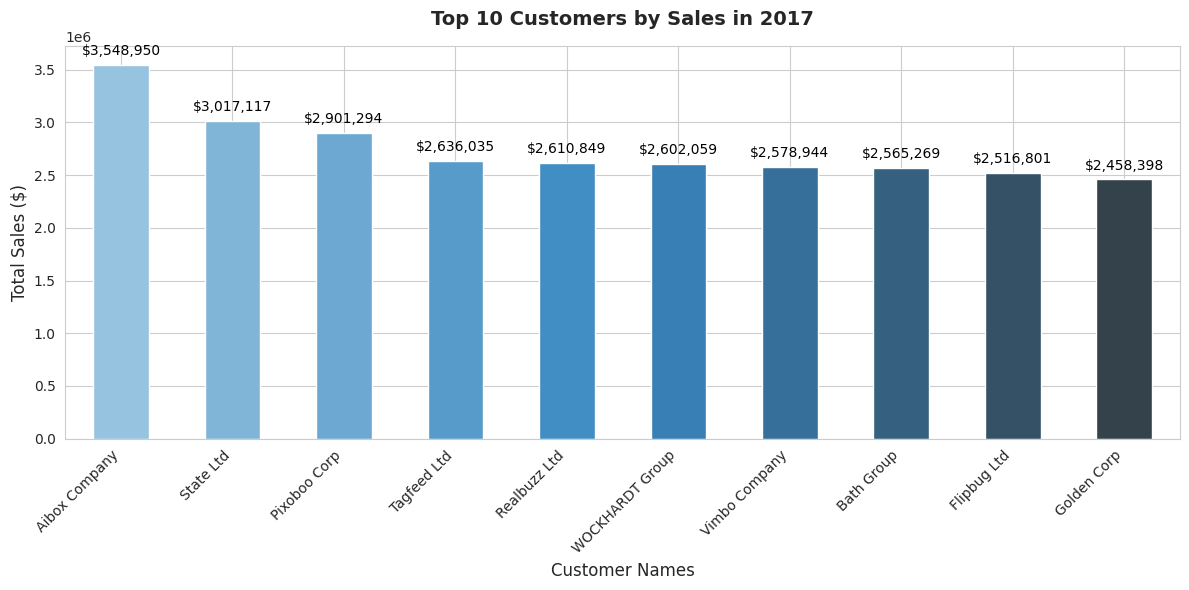 Top 10 Customers by Sales in 2017
1e6
$3,548,950
$3,017,117
$2,901,294
$2,636,035
$2,610,849
$2,602,059
$2,578,944
$2,565,269
$2,516,801
$2,458,398
3.5
3.0
2.5
2.0
1.5
1.0
0.5
0.0
Total Sales ($)
Aibox Company
State Ltd
Pixoboo Corp
Tagfeed Ltd
Realbuzz Ltd
WOCKHARDT Group
Vimbo Company
Bath Group
Flipbug Ltd
Golden Corp
Customer Names